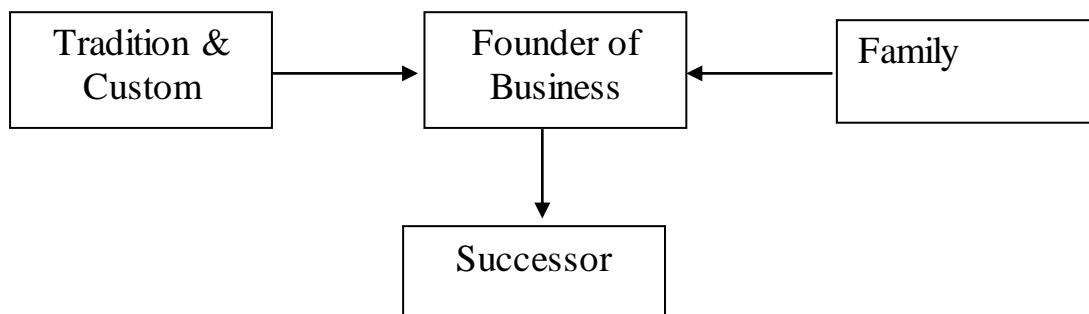 Tradition &
Custom
Founder of
Business
Family
Successor